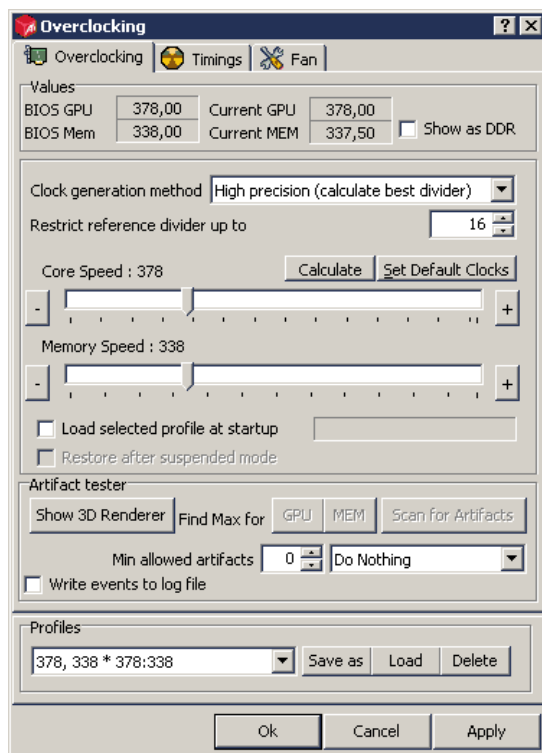 Overclocking
Overclocking Timings Fan
Values
BIOS GPU 378,00 Current GPU 378,00
BIOS Mem 338,00 Current MEM 337,50 Show as DDR
Clock generation method High precision (calculate best divider)
Restrict reference divider up to 16
Core Speed : 378 Calculate Set Default Clocks
- +
Memory Speed : 338
- +
Load selected profile at startup
Restore after suspended mode
Artifact tester
Show 3D Renderer Find Max for GPU MEM Scan for Artifacts
Min allowed artifacts 0 Do Nothing
Write events to log file
Profiles
378, 338 * 378:338 Save as Load Delete
Ok Cancel Apply